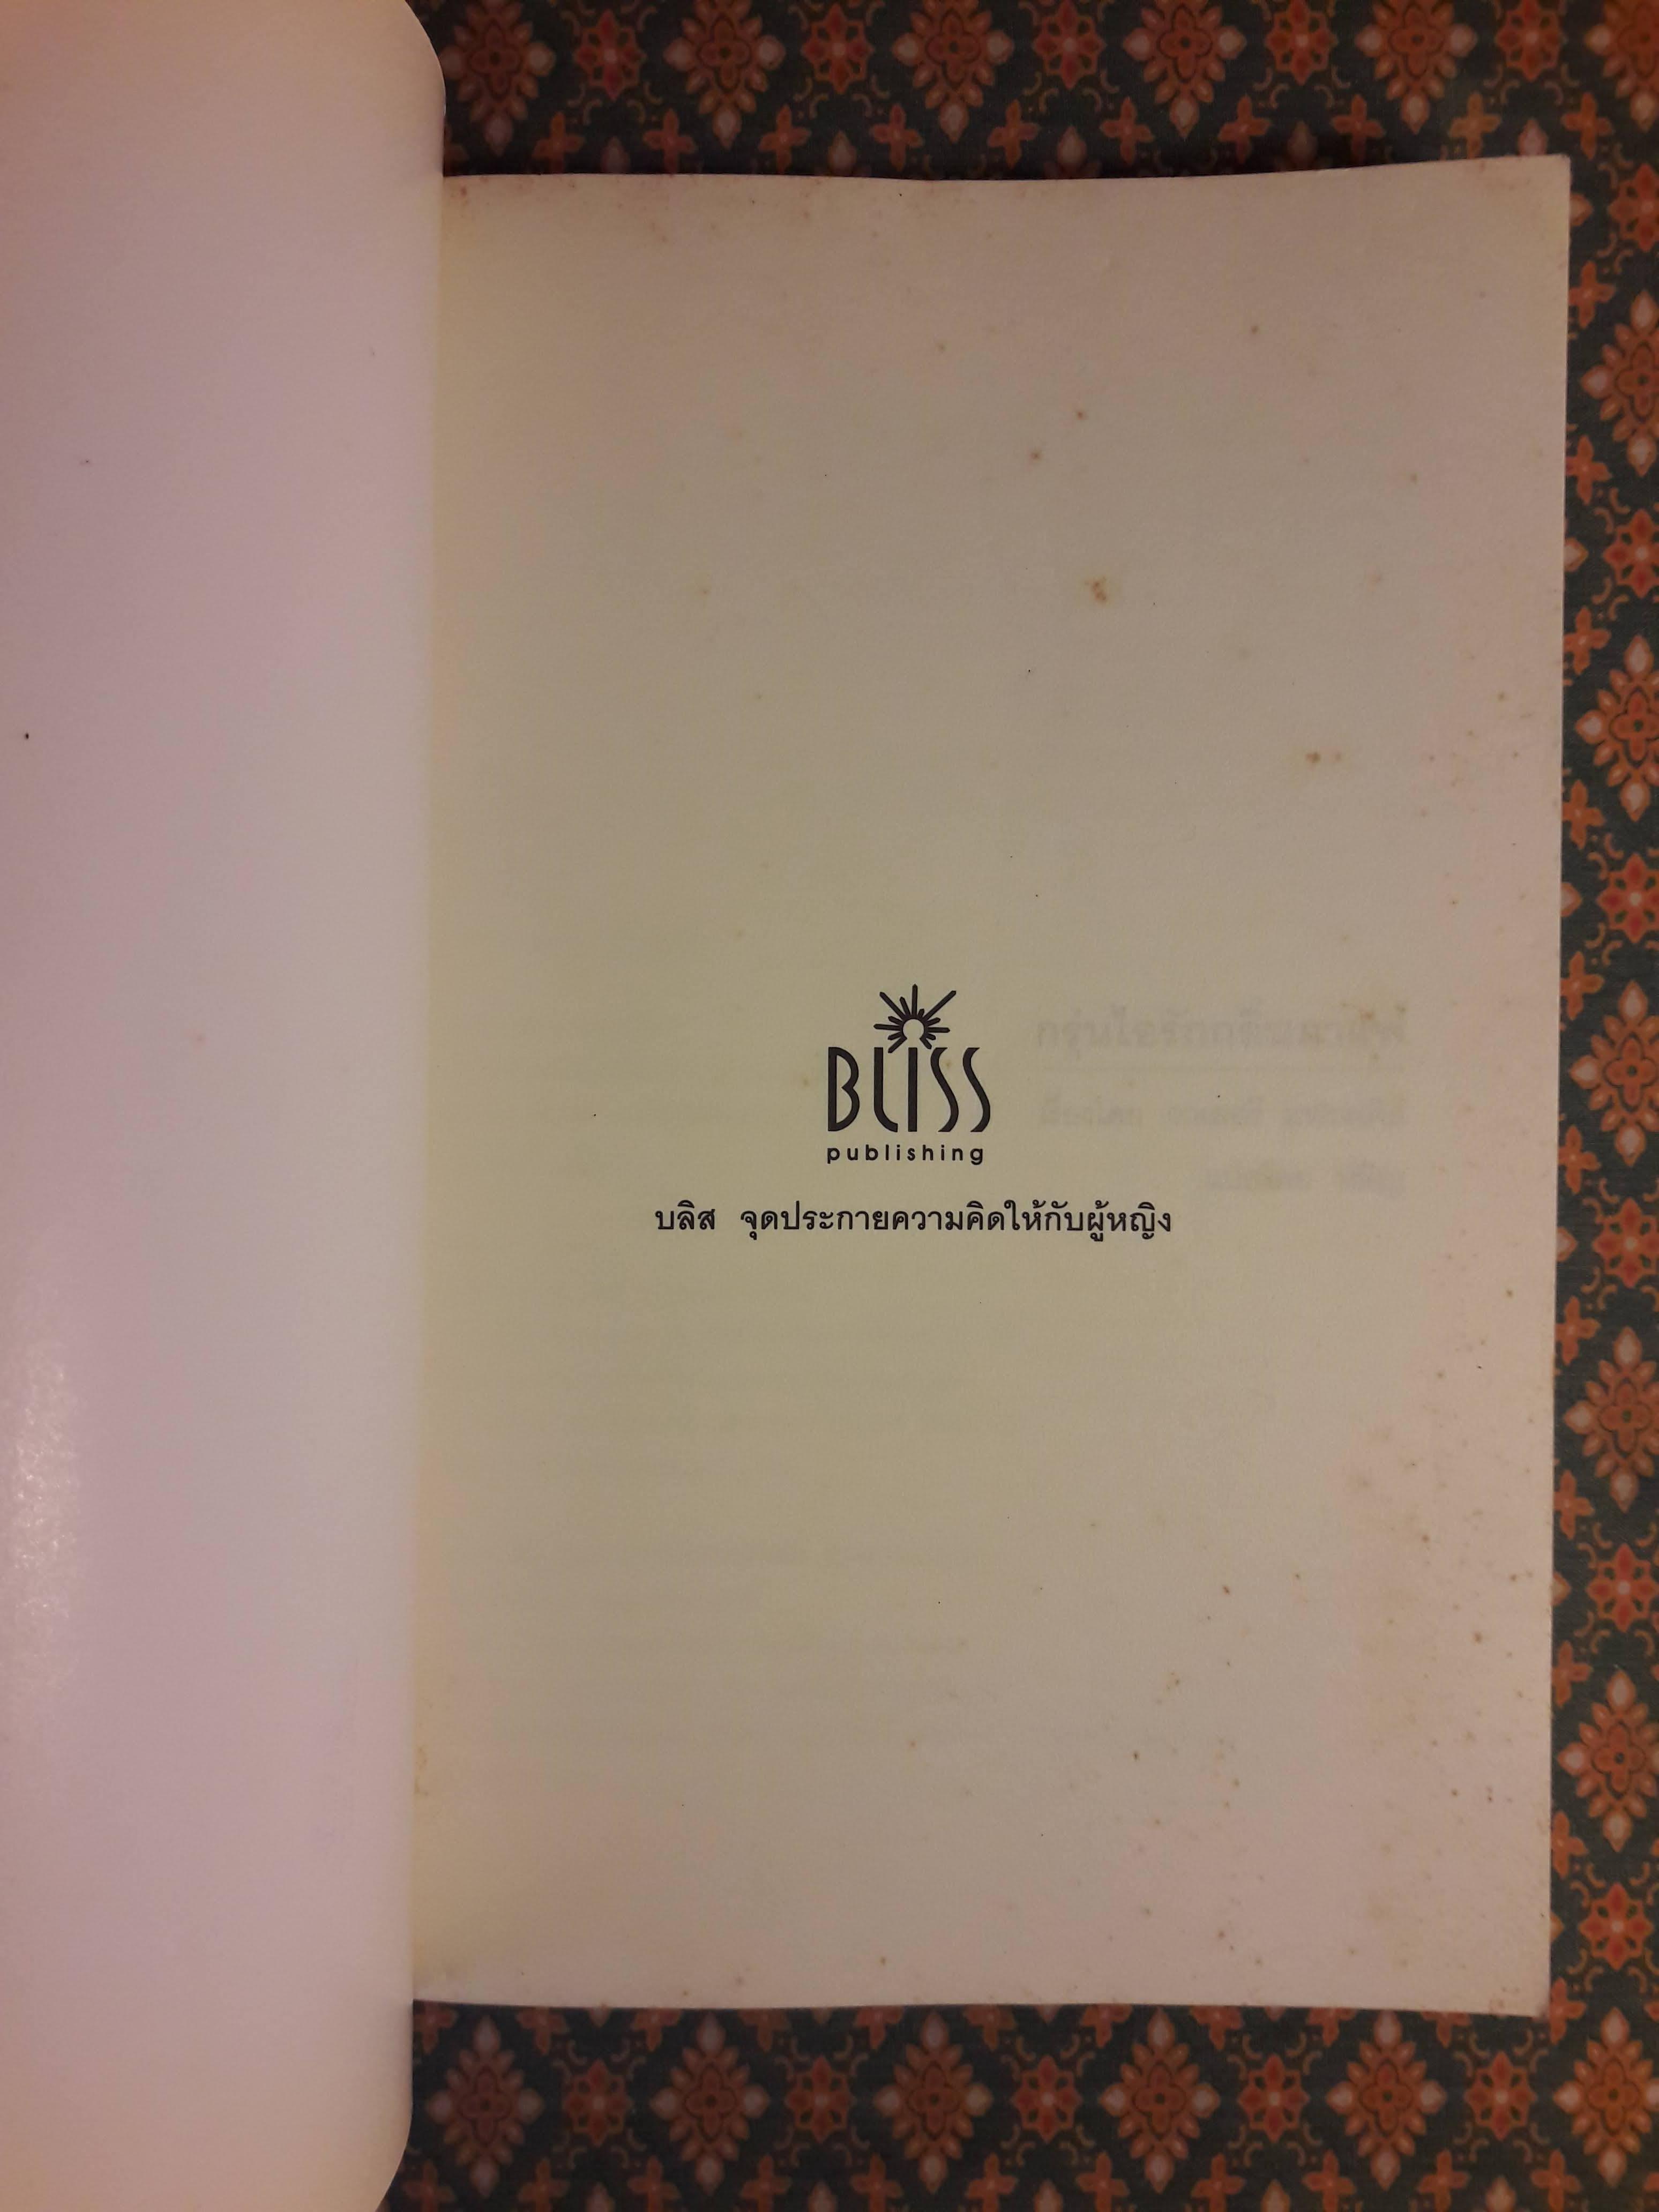 BLISS
publishing
บลิส จุดประกายความคิดให้กับผู้หญิง